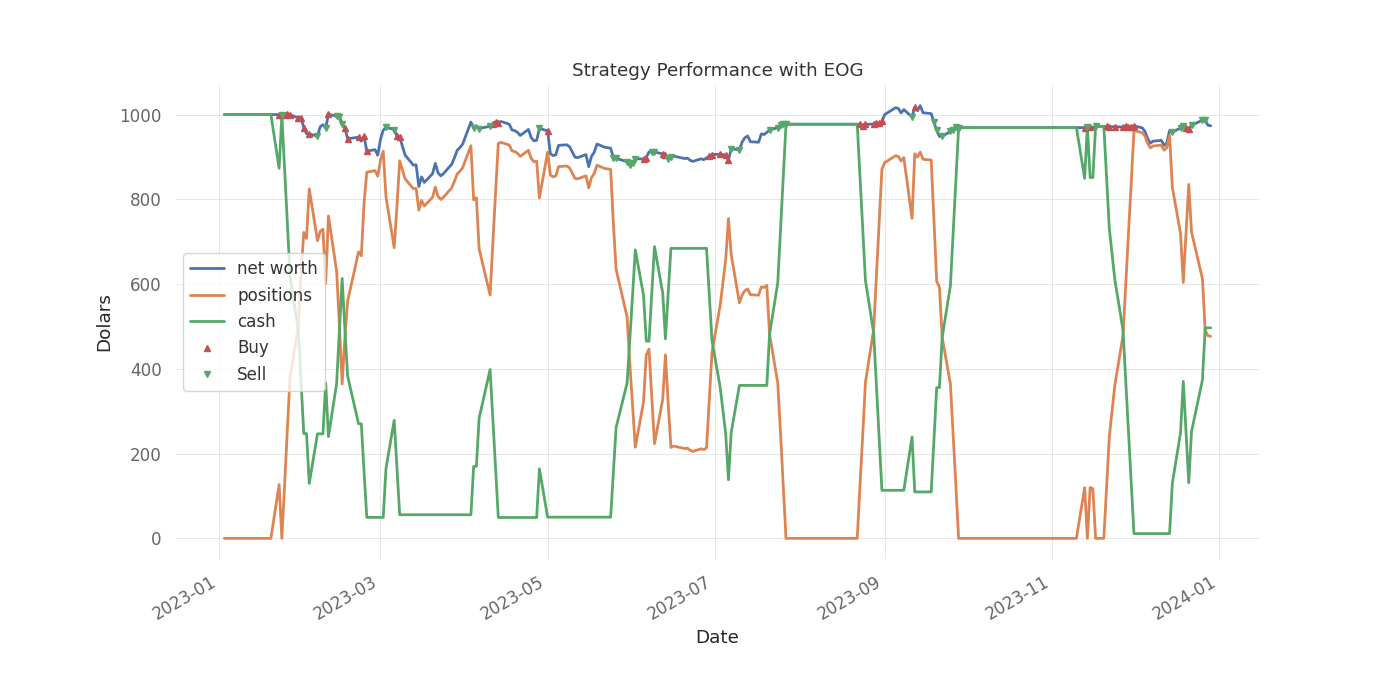 Strategy Performance with EOG
1000
800
600
400
200
0
Dolars
net worth
positions
cash
Buy
Sell
2023-01
2023-03
2023-05
2023-07
2023-09
2023-11
2024-01
Date